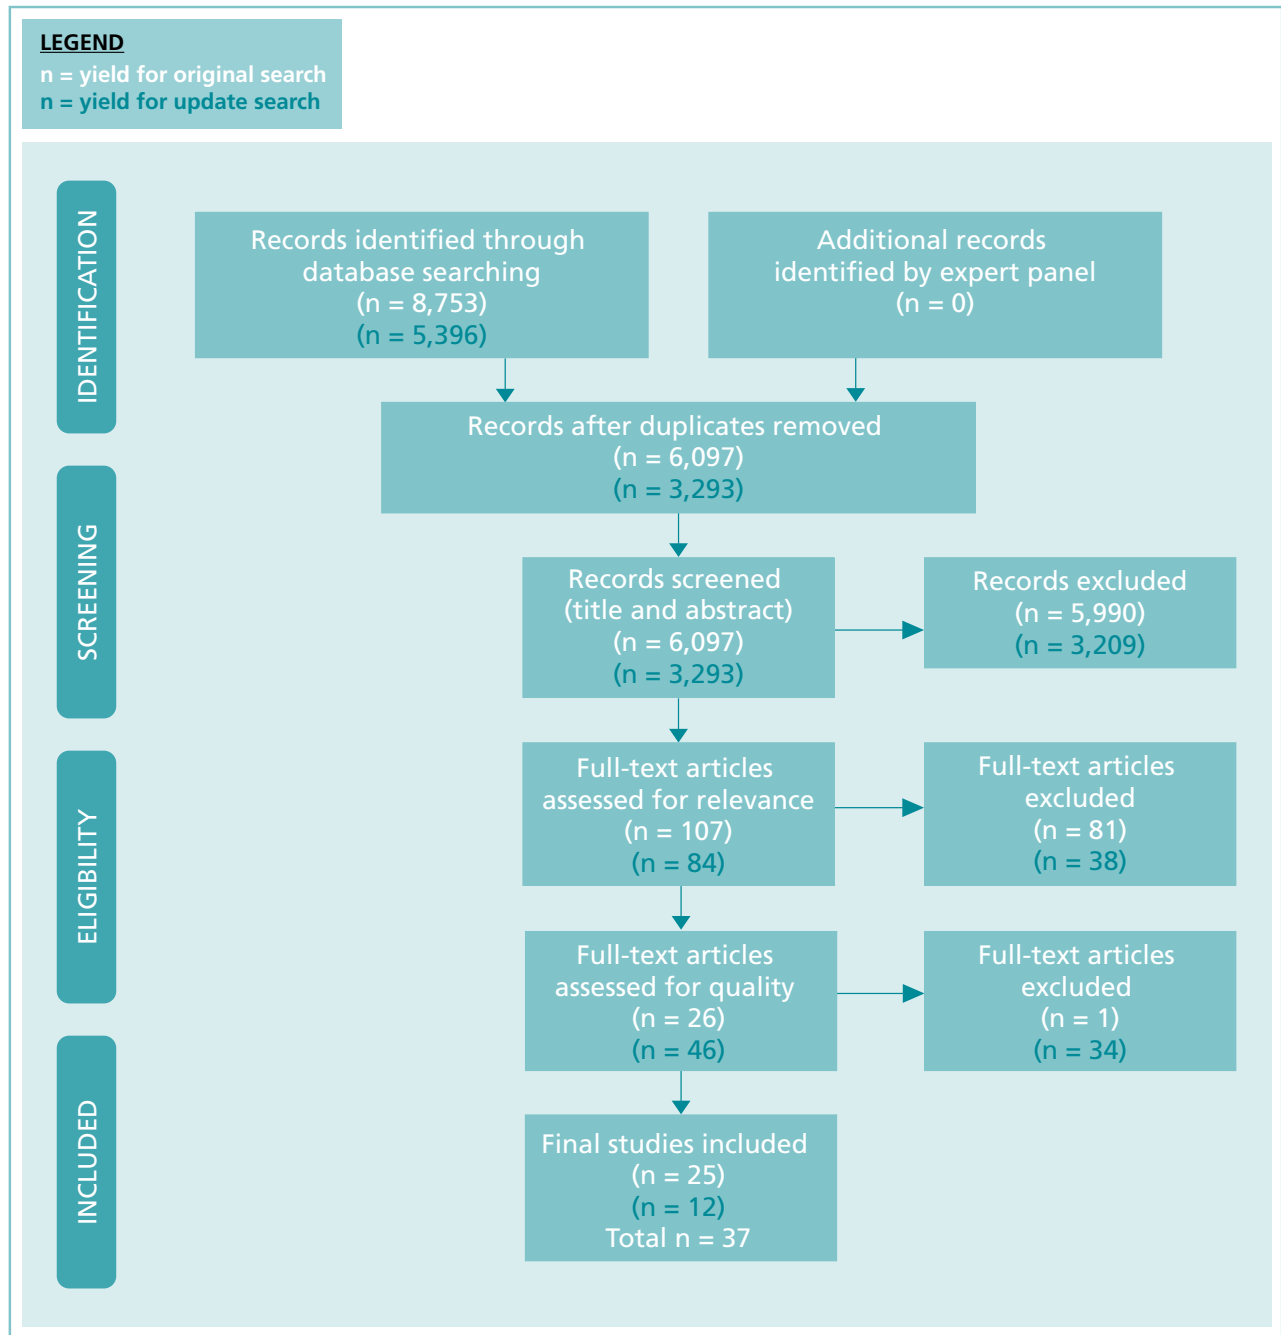 LEGEND
n = yield for original search
n = yield for update search
IDENTIFICATION
Records identified through
database searching
(n = 8,753)
(n = 5,396)
Additional records
identified by expert panel
(n = 0)
Records after duplicates removed
(n = 6,097)
(n = 3,293)
SCREENING
Records screened
(title and abstract)
(n = 6,097)
(n = 3,293)
Records excluded
(n = 5,990)
(n = 3,209)
ELIGIBILITY
Full-text articles
assessed for relevance
(n = 107)
(n = 84)
Full-text articles
excluded
(n = 81)
(n = 38)
Full-text articles
assessed for quality
(n = 26)
(n = 46)
Full-text articles
excluded
(n = 1)
(n = 34)
INCLUDED
Final studies included
(n = 25)
(n = 12)
Total n = 37